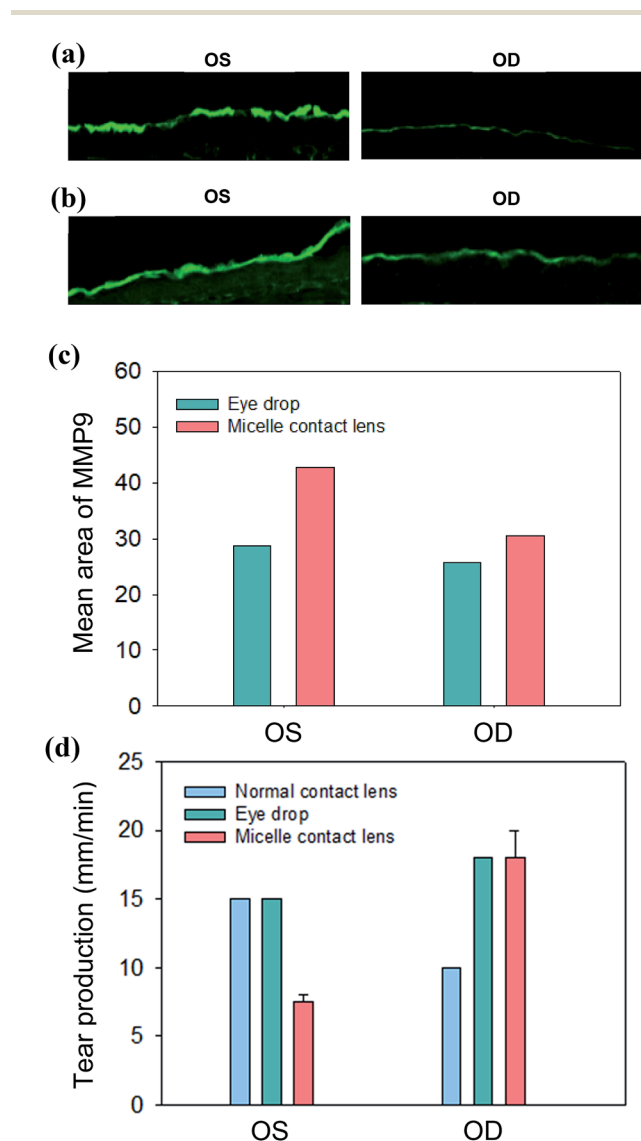 (a)
OS OD
(b)
OS OD
(c)
60
50
40
30
20
10
0
Mean area of MMP9
Eye drop
Micelle contact lens
OS OD
(d)
25
20
15
10
5
0
Tear production (mm/min)
Normal contact lens
Eye drop
Micelle contact lens
OS OD